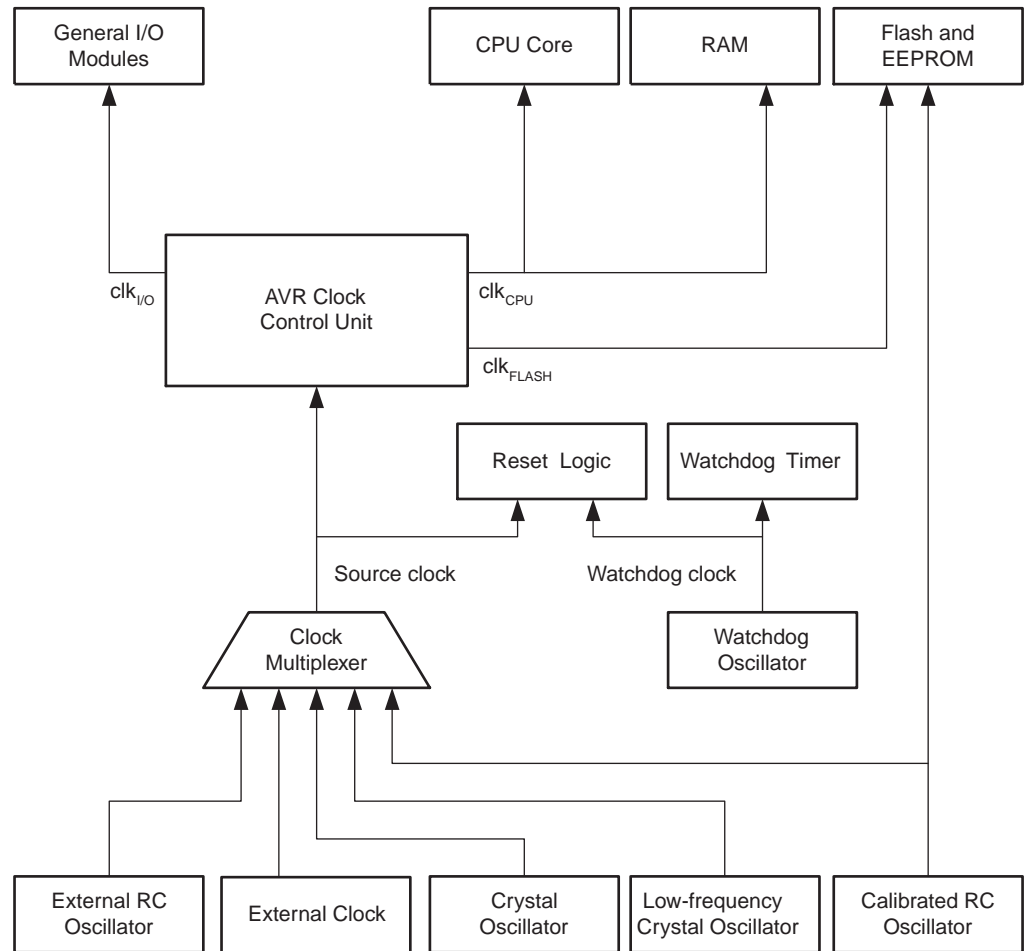 General I/O
Modules
CPU Core
RAM
Flash and
EEPROM
clkI/O
AVR Clock
Control Unit
clkCPU
clkFLASH
Reset Logic
Watchdog Timer
Source clock
Watchdog clock
Clock
Multiplexer
Watchdog
Oscillator
External RC
Oscillator
External Clock
Crystal
Oscillator
Low-frequency
Crystal Oscillator
Calibrated RC
Oscillator